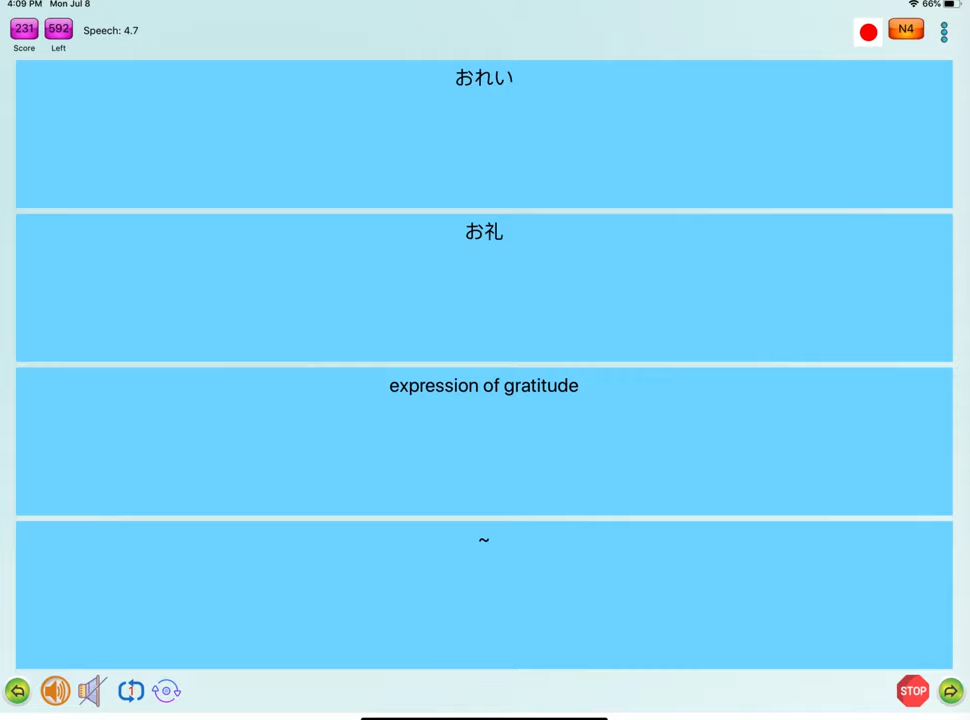 4:09 PM Mon Jul 8
66%
231
592
Speech: 4.7
N4
Score
Left
おれい
お礼
expression of gratitude
~
1
STOP